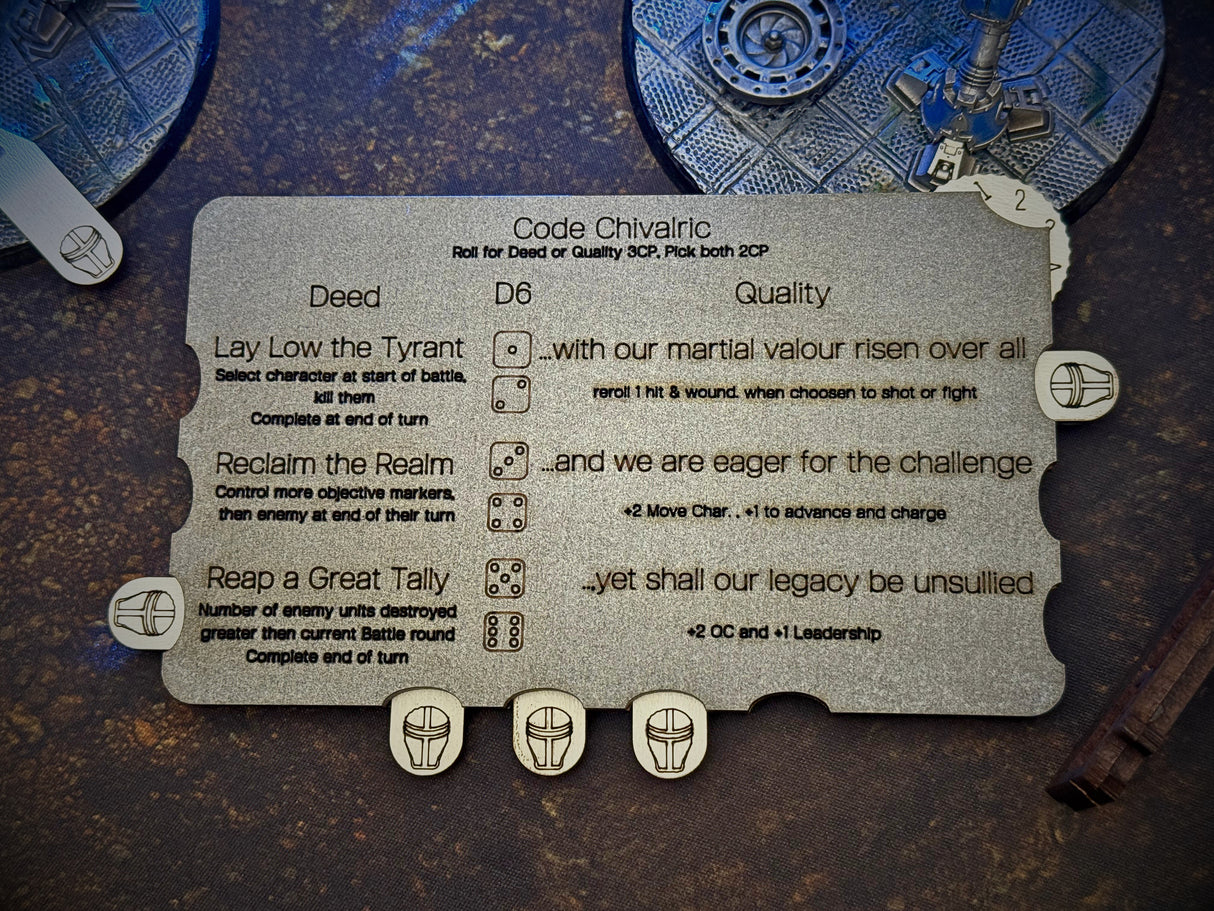 Code Chivalric
Roll for Deed or Quality 3CP, Pick both 2CP
Deed D6 Quality
Lay Low the Tyrant
Select character at start of battle,
kill them
Complete at end of turn
...with our martial valour risen over all
reroll 1 hit & wound. when choosen to shot or fight
Reclaim the Realm
Control more objective markers,
then enemy at end of their turn
...and we are eager for the challenge
+2 Move Char. . +1 to advance and charge
Reap a Great Tally
Number of enemy units destroyed
greater then current Battle round
Complete end of turn
...yet shall our legacy be unsullied
+2 OC and +1 Leadership
1 2